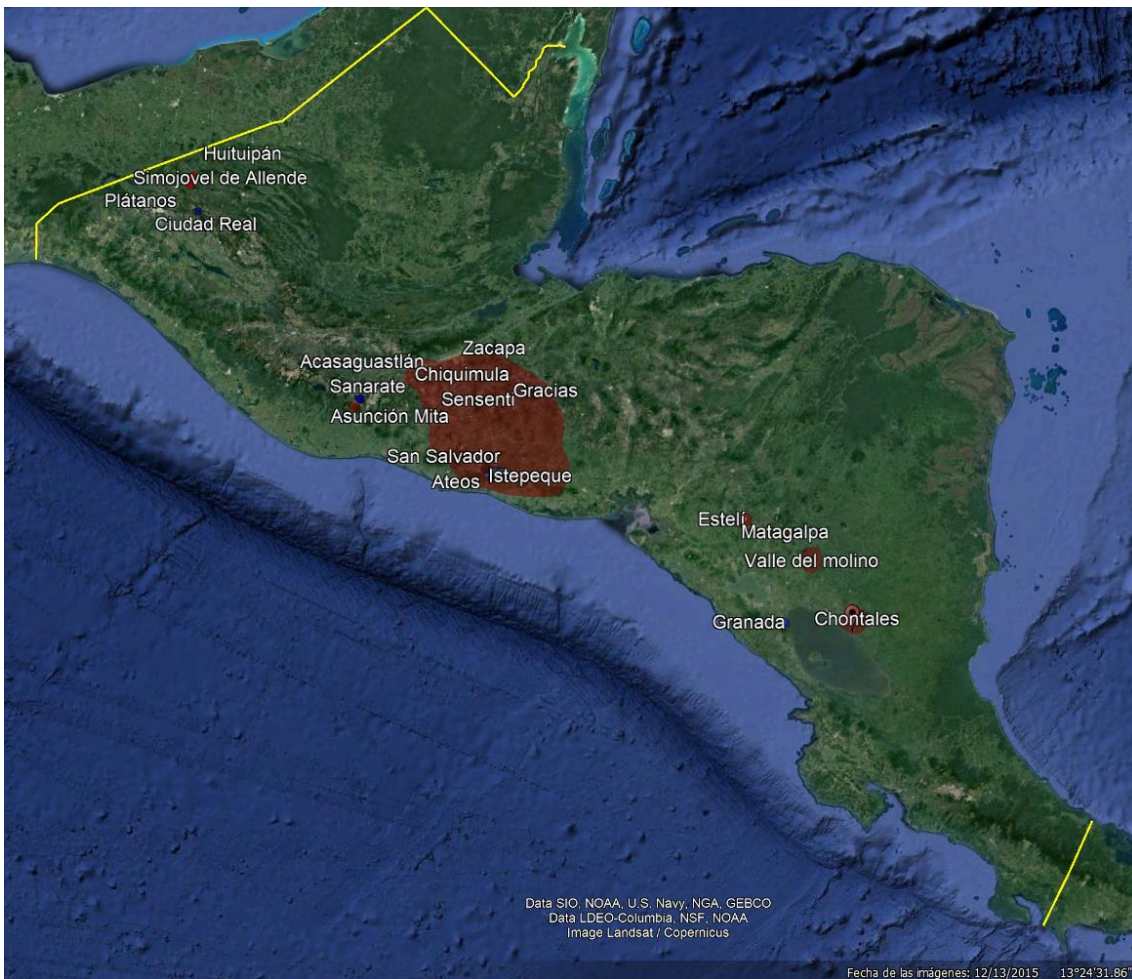 Huituipán
Simojovel de Allende
Plátanos
Ciudad Real
Zacapa
Acasaguastlán
Chiquimula
Sanarate
Gracias
Sensenti
Asunción Mita
San Salvador
Istepeque
Ateos
Estelí
Matagalpa
Valle del molino
Granada
Chontales
Data SIO, NOAA, U.S. Navy, NGA, GEBCO
Data LDEO-Columbia, NSF, NOAA
Image Landsat / Copernicus
Fecha de las imágenes: 12/13/2015 13°24'31.86